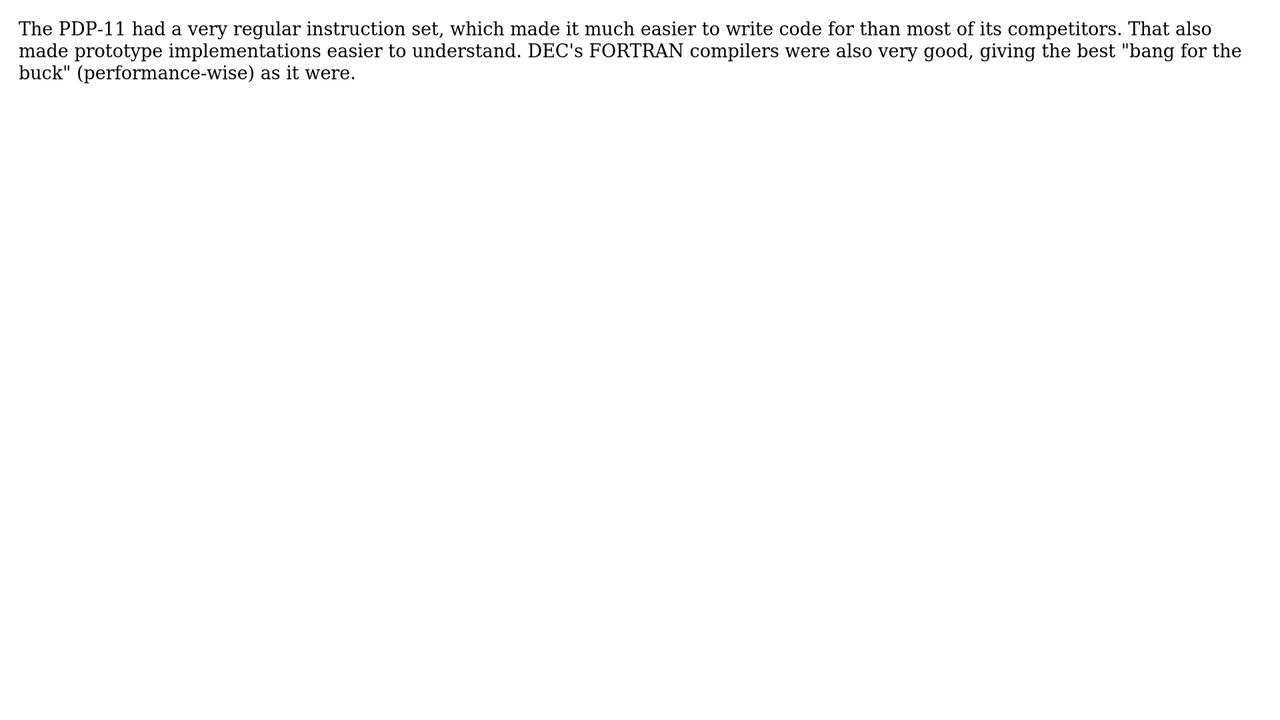 The PDP-11 had a very regular instruction set, which made it much easier to write code for than most of its competitors. That also
made prototype implementations easier to understand. DEC's FORTRAN compilers were also very good, giving the best "bang for the
buck" (performance-wise) as it were.